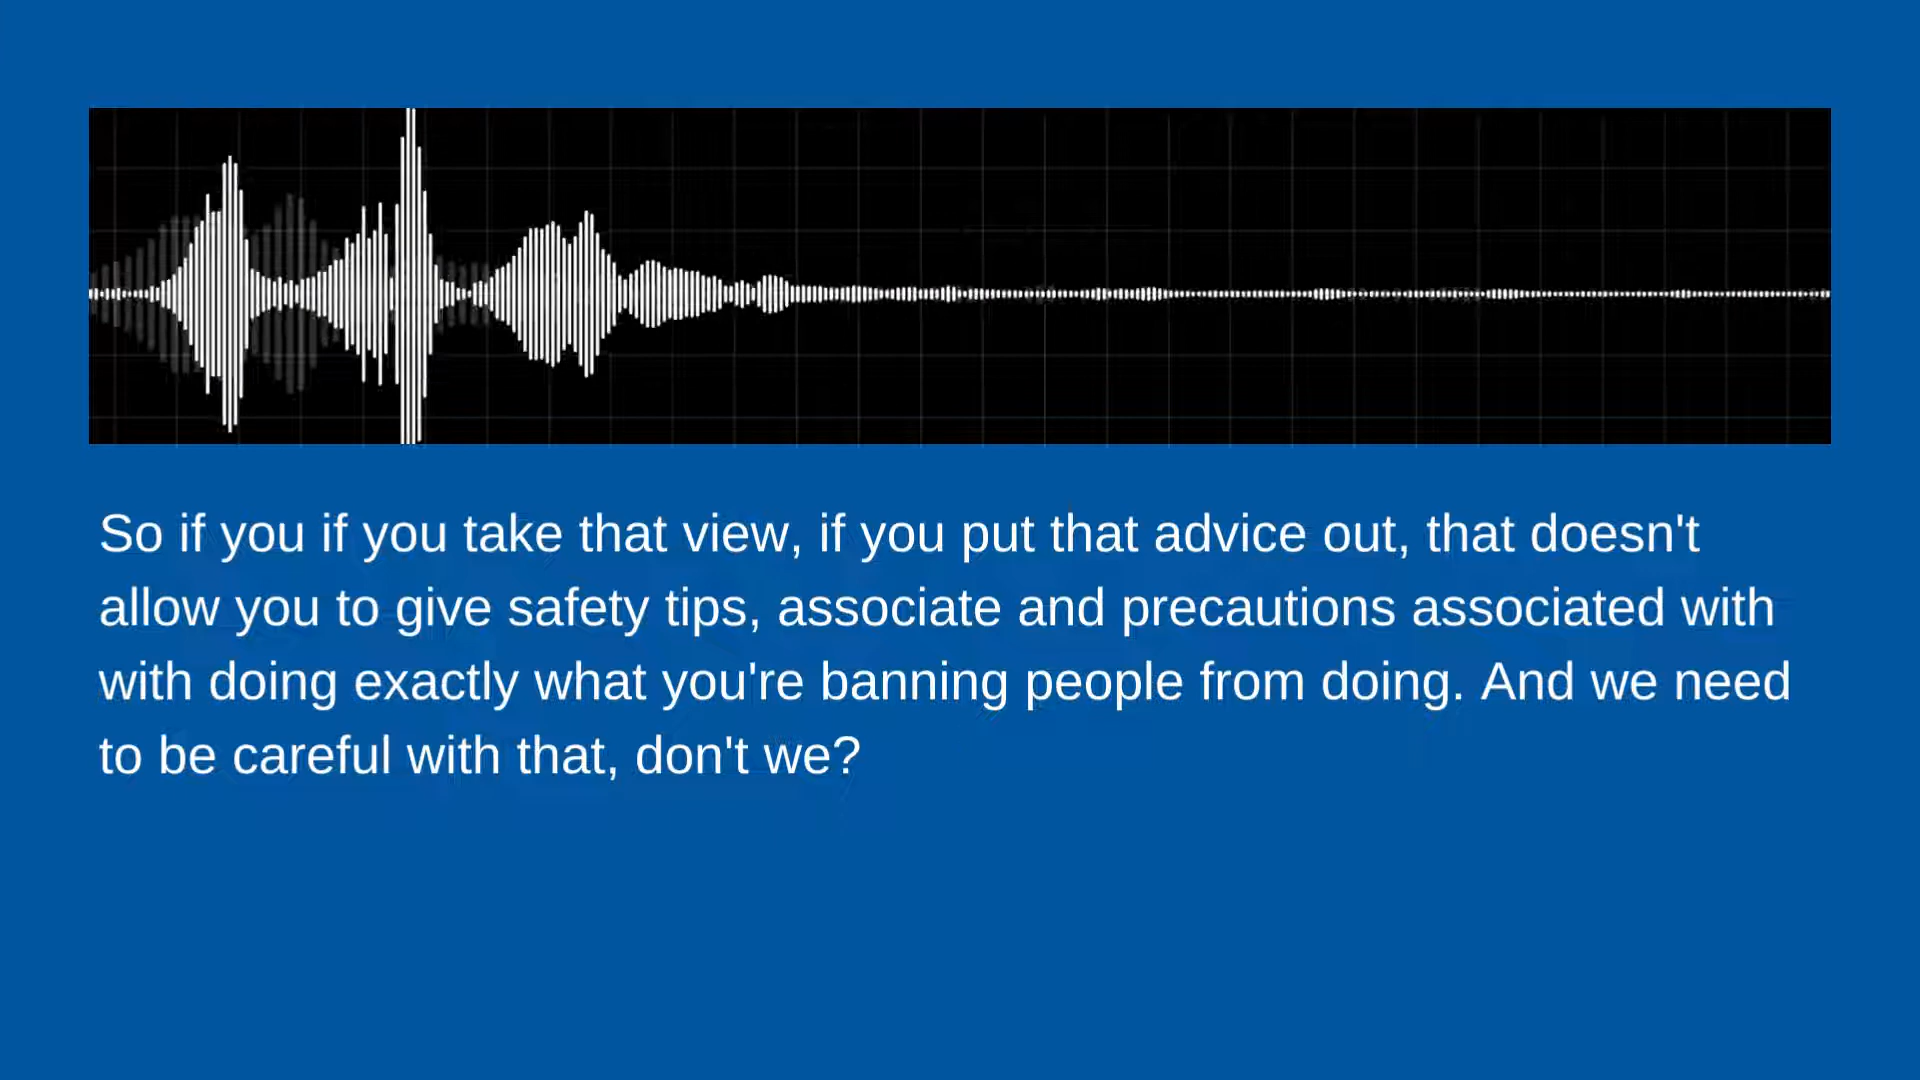 So if you if you take that view, if you put that advice out, that doesn't
allow you to give safety tips, associate and precautions associated with
with doing exactly what you're banning people from doing. And we need
to be careful with that, don't we?